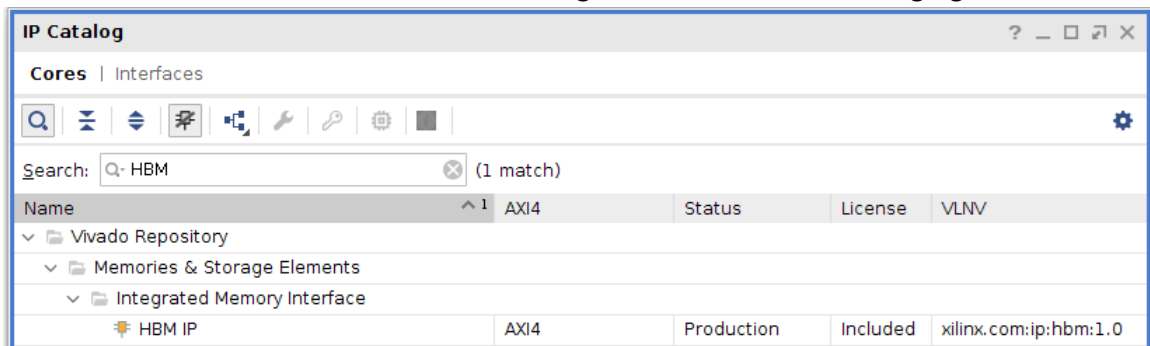 IP Catalog
Cores | Interfaces
Search: HBM (1 match)
Name 1 AXI4 Status License VLNV
Vivado Repository
Memories & Storage Elements
Integrated Memory Interface
HBM IP AXI4 Production Included xilinx.com:ip:hbm:1.0